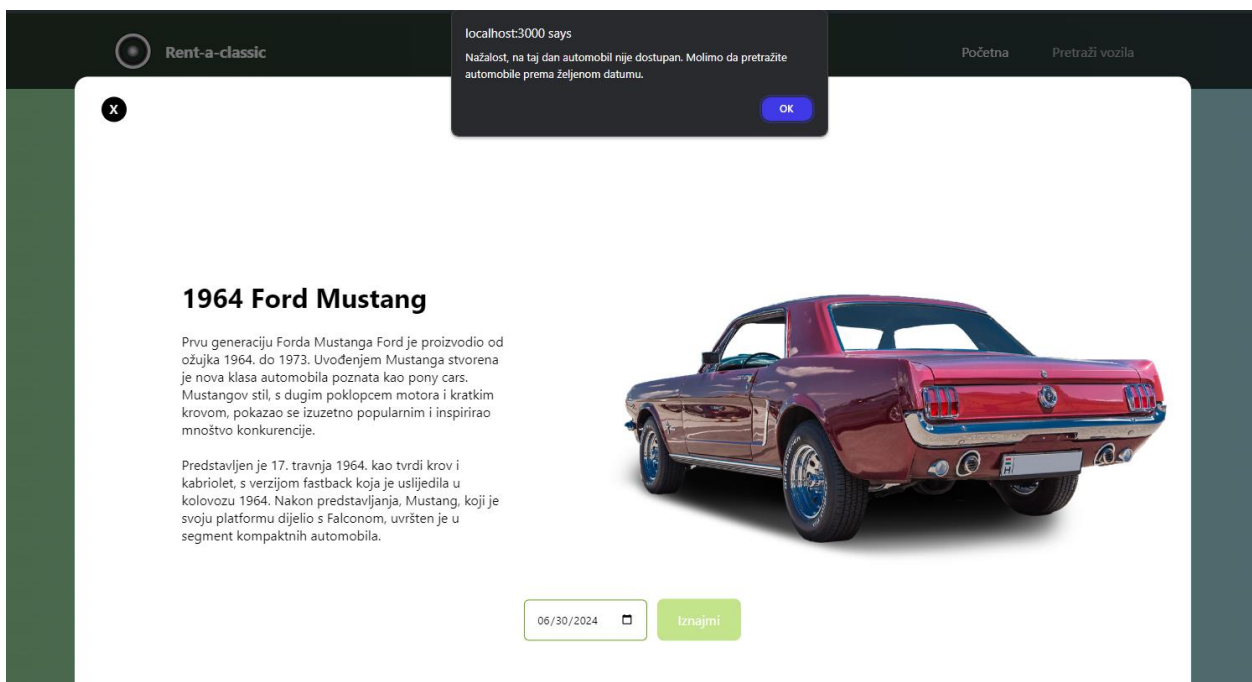 localhost:3000 says
Nažalost, na taj dan automobil nije dostupan. Molimo da pretražite
automobile prema željenom datumu.
OK
Rent-a-classic
Početna
Pretraži vozila
X
1964 Ford Mustang
Prvu generaciju Forda Mustanga Ford je proizvodio od
ožujka 1964. do 1973. Uvođenjem Mustanga stvorena
je nova klasa automobila poznata kao pony cars.
Mustangov stil, s dugim poklopcem motora i kratkim
krovom, pokazao se izuzetno popularnim i inspirirao
mnoštvo konkurencije.
Predstavljen je 17. travnja 1964. kao tvrdi krov i
kabriolet, s verzijom fastback koja je uslijedila u
kolovozu 1964. Nakon predstavljanja, Mustang, koji je
svoju platformu dijelio s Falconom, uvršten je u
segment kompaktnih automobila.
06/30/2024
Iznajmi